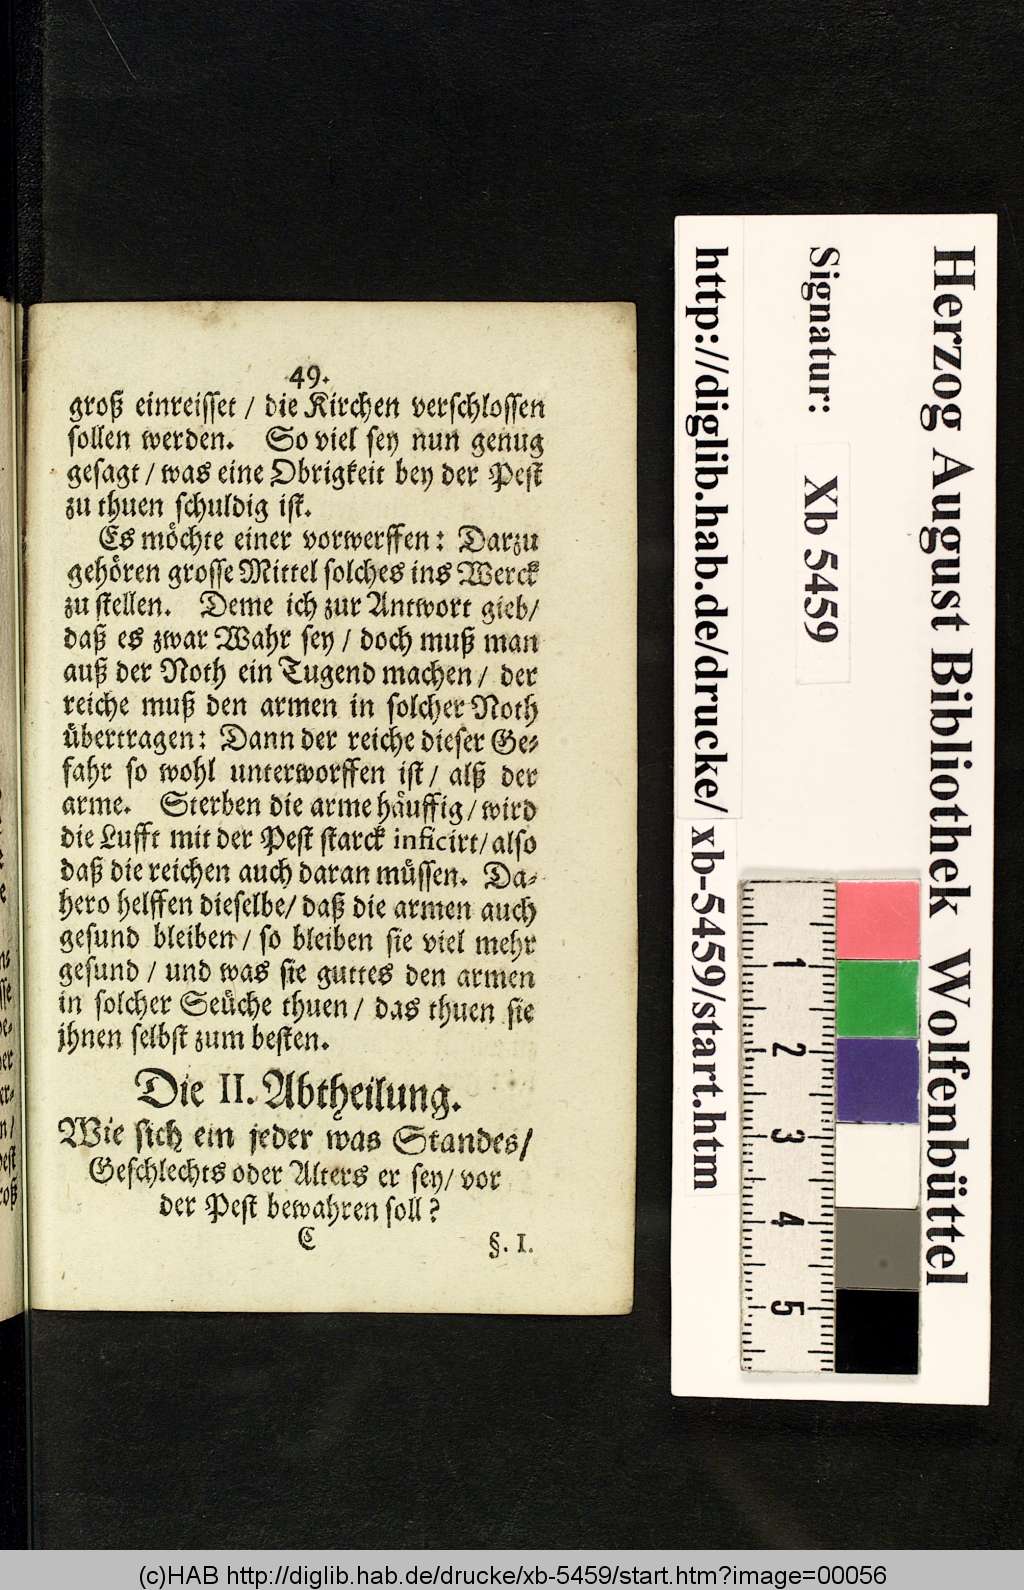 49.
groß einreisset / die Kirchen verschlossen
sollen werden. So viel sey nun genug
gesagt / was eine Obrigkeit bey der Pest
zu thuen schuldig ist.
Es möchte einer vorwerffen: Darzu
gehören grosse Mittel solches ins Werck
zu stellen. Deme ich zur Antwort gieb /
daß es zwar Wahr sey / doch muß man
auß der Noth ein Tugend machen / der
reiche muß den armen in solcher Noth
übertragen: Dann der reiche dieser Ge-
fahr so wohl unterworffen ist / alß der
arme. Sterben die arme häuffig / wird
die Lufft mit der Pest starck inficirt / also
daß die reichen auch daran müssen. Da-
hero helffen dieselbe / daß die armen auch
gesund bleiben / so bleiben sie viel mehr
gesund / und was sie guttes den armen
in solcher Seüche thuen / das thuen sie
jhnen selbst zum besten.
Die II. Abtheilung.
Wie sich ein jeder was Standes /
Geschlechts oder Alters er sey / vor
der Pest bewahren soll?
C §. I.
Herzog August Bibliothek Wolfenbüttel
Signatur: Xb 5459
http://diglib.hab.de/drucke/xb-5459/start.htm
1
2
3
4
5
(c)HAB http://diglib.hab.de/drucke/xb-5459/start.htm?image=00056